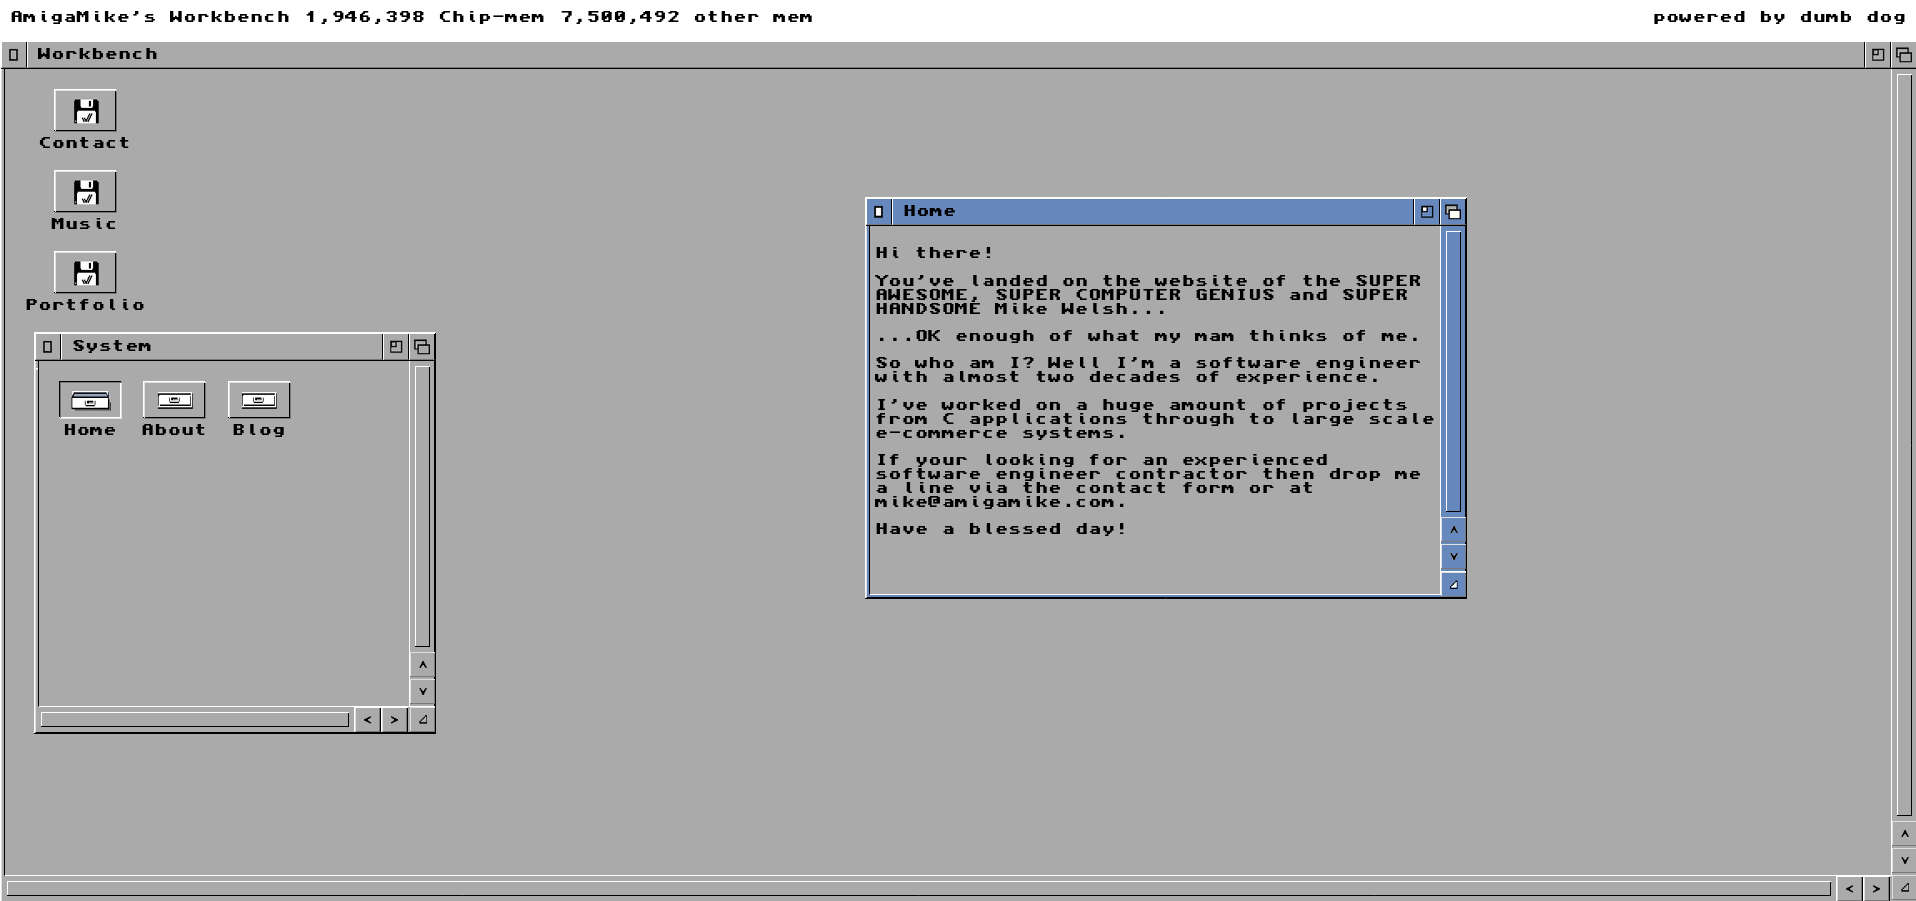 AmigaMike's Workbench 1,946,398 Chip-mem 7,500,492 other mem
powered by dumb dog
Workbench
Contact
Music
Portfolio
System
Home
About
Blog
Home
Hi there!
You've landed on the website of the SUPER
AWESOME, SUPER COMPUTER GENIUS and SUPER
HANDSOME Mike Welsh...
...OK enough of what my mam thinks of me.
So who am I? Well I'm a software engineer
with almost two decades of experience.
I've worked on a huge amount of projects
from C applications through to large scale
e-commerce systems.
If your looking for an experienced
software engineer contractor then drop me
a line via the contact form or at
mike@amigamike.com.
Have a blessed day!